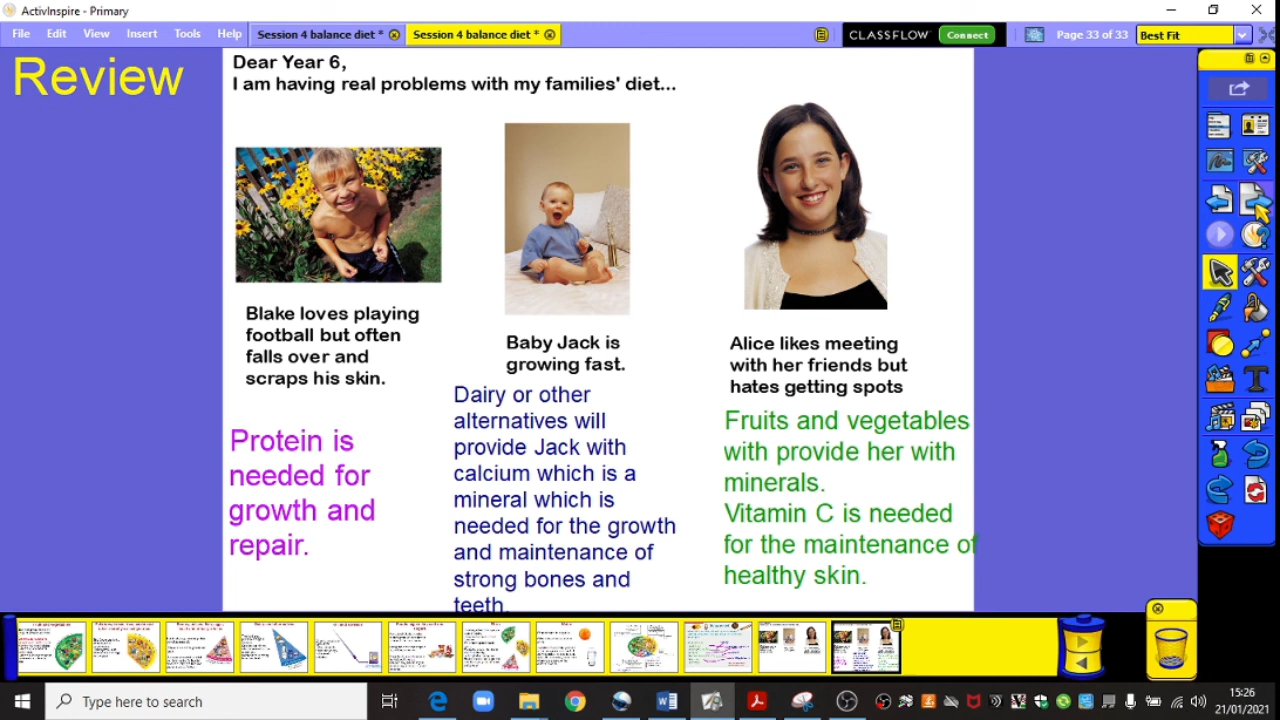 ActivInspire - Primary
File Edit View Insert Tools Help
Session 4 balance diet *
Session 4 balance diet *
CLASSFLOW Connect
Page 33 of 33
Best Fit
Review
Dear Year 6,
I am having real problems with my families' diet...
Blake loves playing
football but often
falls over and
scraps his skin.
Protein is
needed for
growth and
repair.
Baby Jack is
growing fast.
Dairy or other
alternatives will
provide Jack with
calcium which is a
mineral which is
needed for the growth
and maintenance of
strong bones and
teeth.
Alice likes meeting
with her friends but
hates getting spots
Fruits and vegetables
with provide her with
minerals.
Vitamin C is needed
for the maintenance of
healthy skin.
Type here to search
15:26
21/01/2021